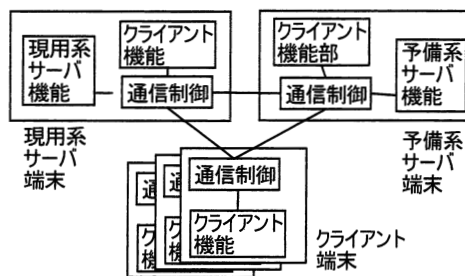 現用系
サーバ
機能
クライアント
機能
通信制御
クライアント
機能部
通信制御
予備系
サーバ
機能
現用系
サーバ
端末
予備系
サーバ
端末
通
通
通信制御
ク
ク
クライアント
機能
クライアント
端末